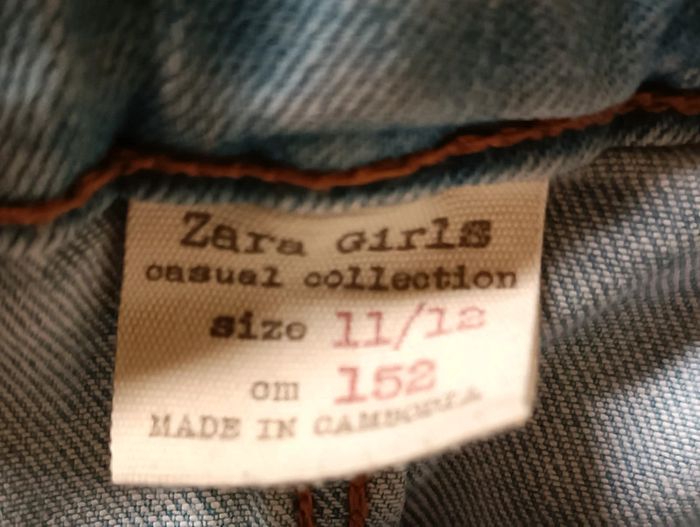 Zara Girls
casual collection
size 11/12
cm 152
MADE IN CAMBODIA